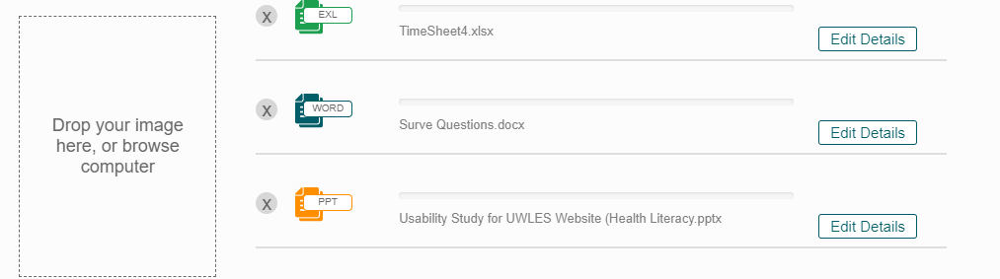 X
EXL
TimeSheet4.xlsx
Edit Details
Drop your image
here, or browse
computer
X
WORD
Surve Questions.docx
Edit Details
X
PPT
Usability Study for UWLES Website (Health Literacy.pptx
Edit Details